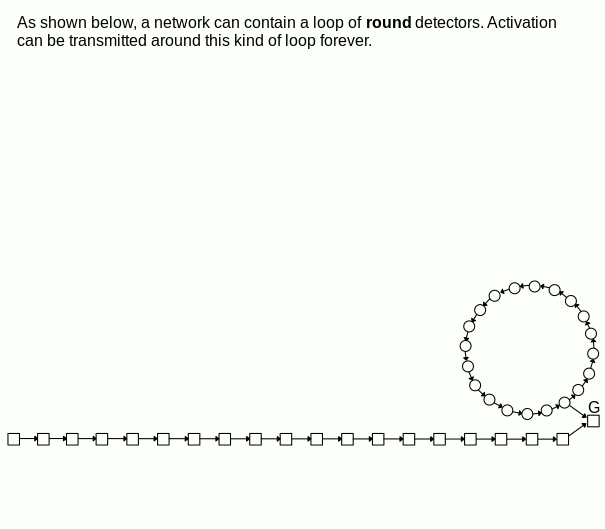 As shown below, a network can contain a loop of round detectors. Activation
can be transmitted around this kind of loop forever.
G